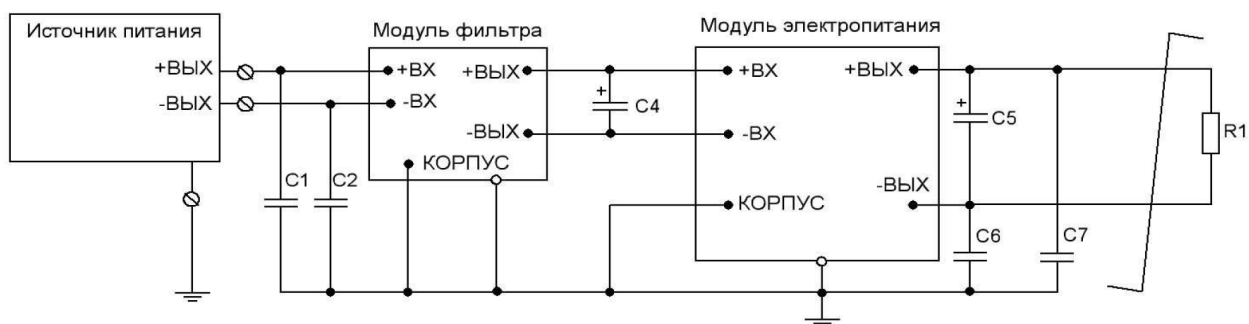 Источник питания
+ВЫХ
-ВЫХ
C1
C2
Модуль фильтра
+ВХ
-ВХ
+ВЫХ
-ВЫХ
КОРПУС
+
C4
Модуль электропитания
+ВХ
-ВХ
КОРПУС
+ВЫХ
-ВЫХ
+
C5
C6
C7
R1